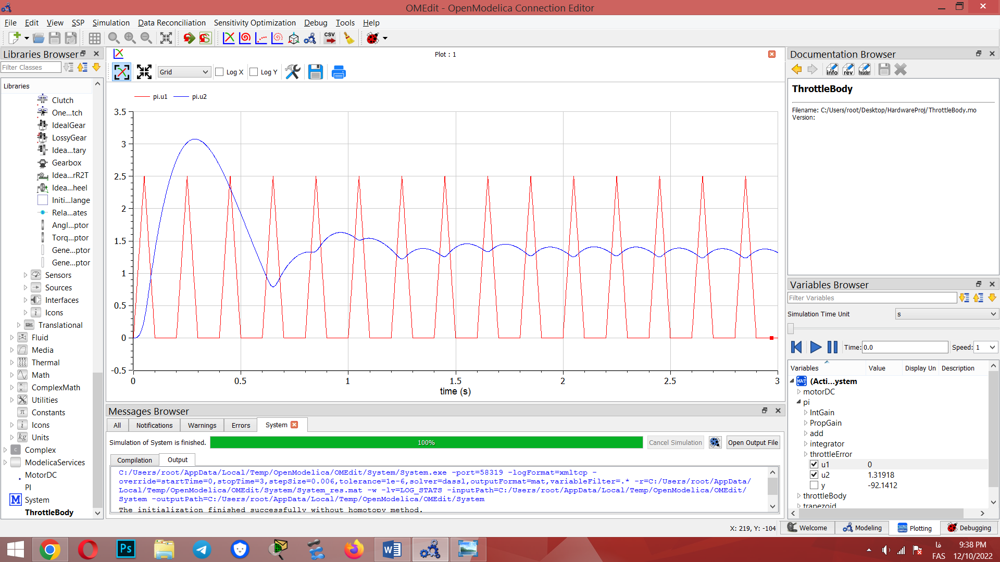 OMEdit - OpenModelica Connection Editor
File Edit View SSP Simulation Data Reconciliation Sensitivity Optimization Debug Tools Help
CSV
Libraries Browser
Filter Classes
Libraries
Clutch
One...tch
IdealGear
LossyGear
Idea...tary
Gearbox
Idea...rR2T
Idea...heel
Initi...lange
Rela...ates
Angl...ptor
Torq...ptor
Gene...ptor
Gene...ptor
Sensors
Sources
Interfaces
Icons
Translational
Fluid
Media
Thermal
Math
ComplexMath
Utilities
Constants
Icons
Units
Complex
ModelicaServices
MotorDC
PI
System
ThrottleBody
Plot : 1
Grid Log X Log Y
pi.u1 pi.u2
3.5
3
2.5
2
1.5
1
0.5
0
-0.5
0 0.5 1 1.5 2 2.5 3
time (s)
Messages Browser
All Notifications Warnings Errors System
Simulation of System is finished. 100% Cancel Simulation Open Output File
Compilation Output
C:/Users/root/AppData/Local/Temp/OpenModelica/OMEdit/System/System.exe -port=58319 -logFormat=xmltcp -
override=startTime=0,stopTime=3,stepSize=0.006,tolerance=1e-6,solver=dassl,outputFormat=mat,variableFilter=.* -r=C:/Users/root/AppData/
Local/Temp/OpenModelica/OMEdit/System/System_res.mat -w -lv=LOG_STATS -inputPath=C:/Users/root/AppData/Local/Temp/OpenModelica/OMEdit/
System -outputPath=C:/Users/root/AppData/Local/Temp/OpenModelica/OMEdit/System
The initialization finished successfully without homotopy method.
Documentation Browser
info rev header
ThrottleBody
Filename: C:/Users/root/Desktop/HardwareProj/ThrottleBody.mo
Version:
Variables Browser
Filter Variables
Simulation Time Unit s
Time: 0.0 Speed: 1
Variables Value Display Un Description
MAT (Acti...ystem
motorDC
pi
IntGain
PropGain
add
integrator
throttleError
u1 0
u2 1.31918
y -92.1412
throttleBody
trapezoid
X: 219, Y: -104 Welcome Modeling Plotting Debugging
Ps
فا
FAS
9:38 PM
12/10/2022